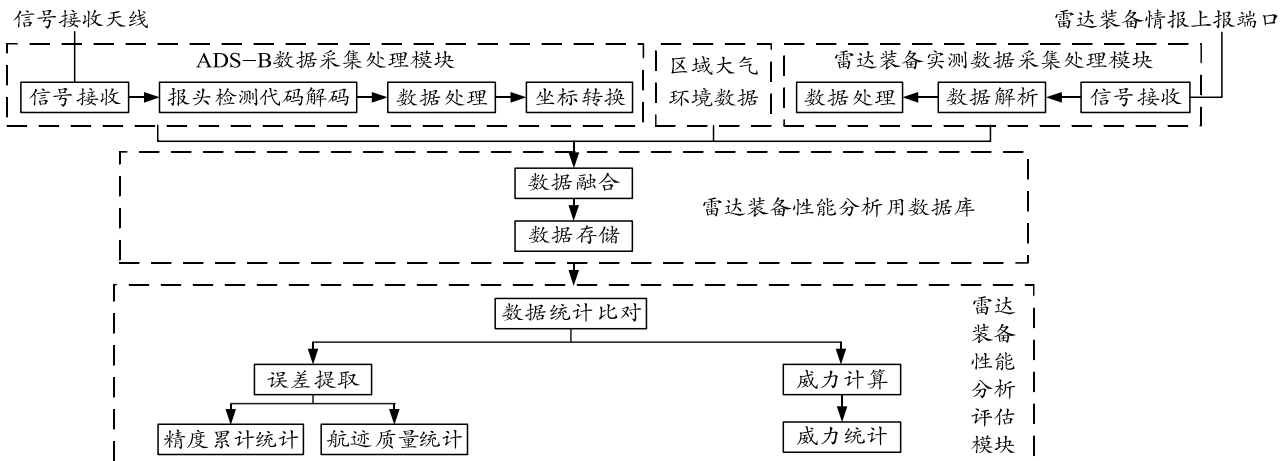 信号接收天线
雷达装备情报上报端口
ADS-B数据采集处理模块
信号接收
报头检测代码解码
数据处理
坐标转换
区域大气
环境数据
雷达装备实测数据采集处理模块
数据处理
数据解析
信号接收
数据融合
数据存储
雷达装备性能分析用数据库
数据统计比对
误差提取
精度累计统计
航迹质量统计
威力计算
威力统计
雷达
装备
性能
分析
评估
模块